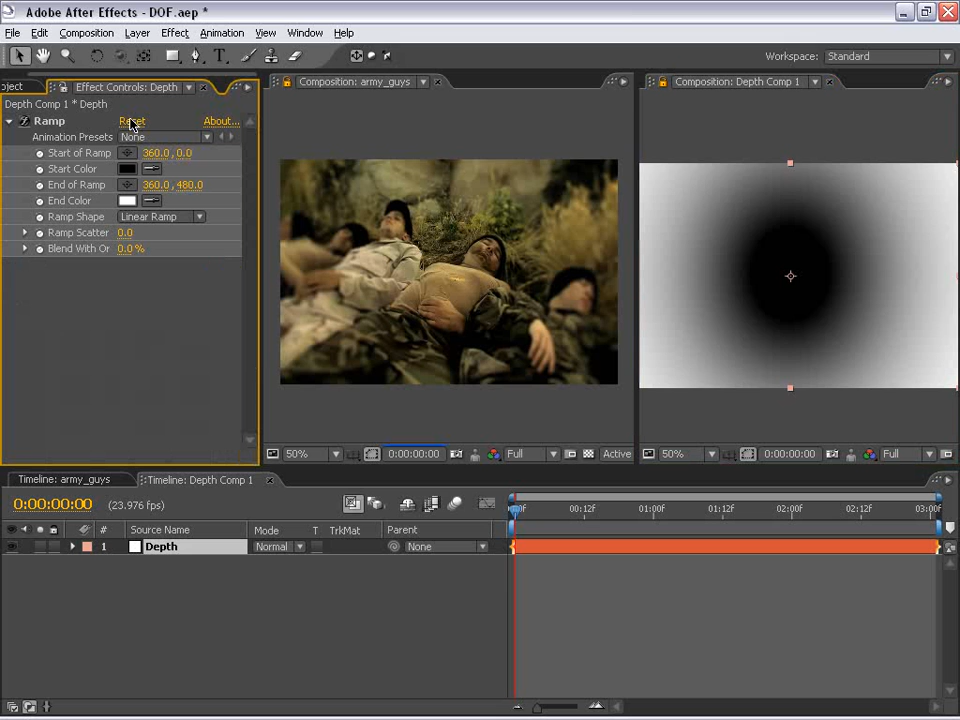 Adobe After Effects - DOF.aep *
File Edit Composition Layer Effect Animation View Window Help
Workspace: Standard
oject Effect Controls: Depth
Depth Comp 1 * Depth
Ramp Reset About...
Animation Presets None
Start of Ramp 360.0, 0.0
Start Color
End of Ramp 360.0, 480.0
End Color
Ramp Shape Linear Ramp
Ramp Scatter 0.0
Blend With Or 0.0 %
Composition: army_guys
50% 0:00:00:00 Full Active
Composition: Depth Comp 1
50% 0:00:00:00 Full
Timeline: army_guys Timeline: Depth Comp 1
0:00:00:00 (23.976 fps)
# Source Name Mode T TrkMat Parent
1 Depth Normal None
00:12f 01:00f 01:12f 02:00f 02:12f 03:00f